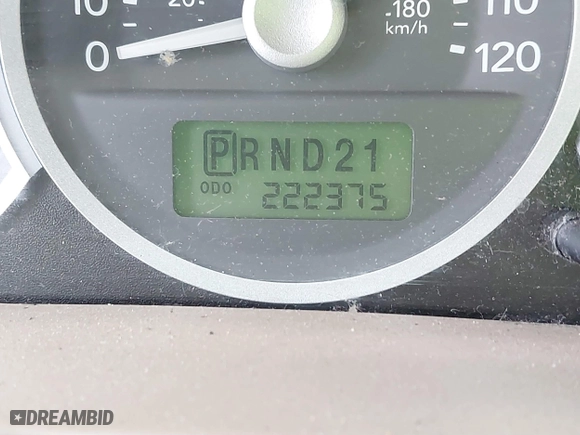 10 20 180 110
0 km/h 120
PRND21
ODO 222375
DREAMBID